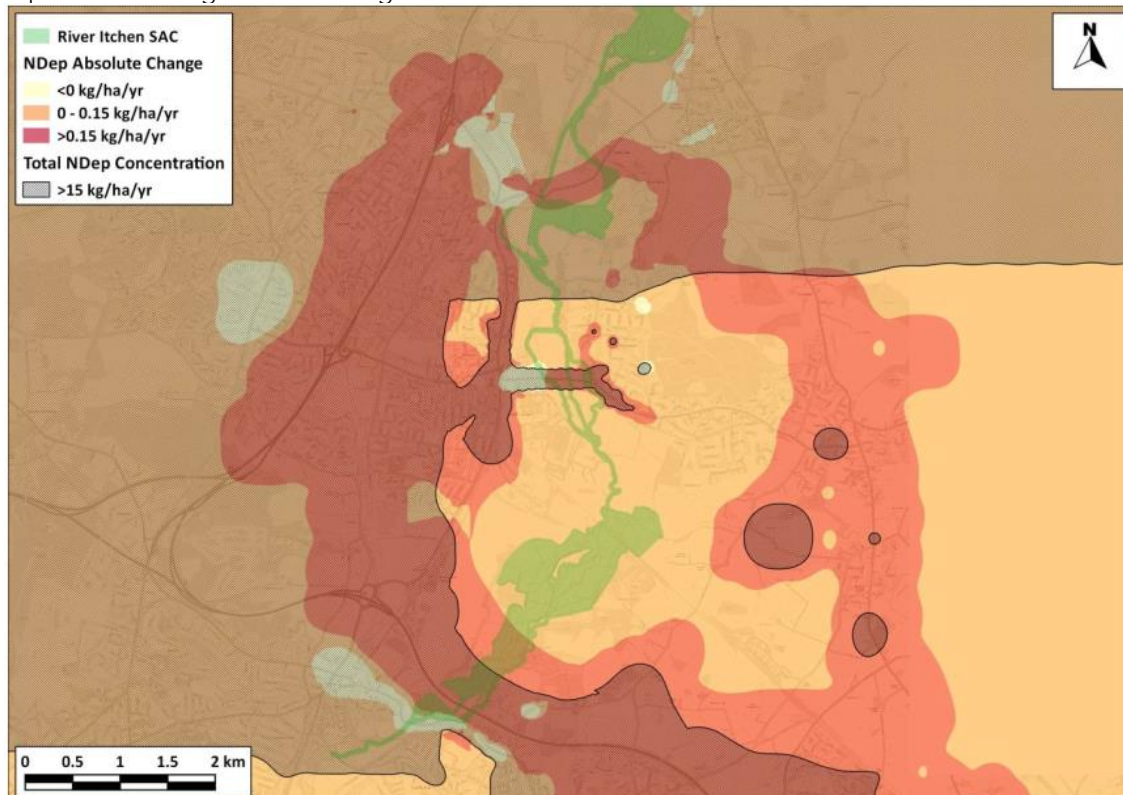 River Itchen SAC
NDep Absolute Change
<0 kg/ha/yr
0 - 0.15 kg/ha/yr
>0.15 kg/ha/yr
Total NDep Concentration
>15 kg/ha/yr
N
0 0.5 1 1.5 2 km